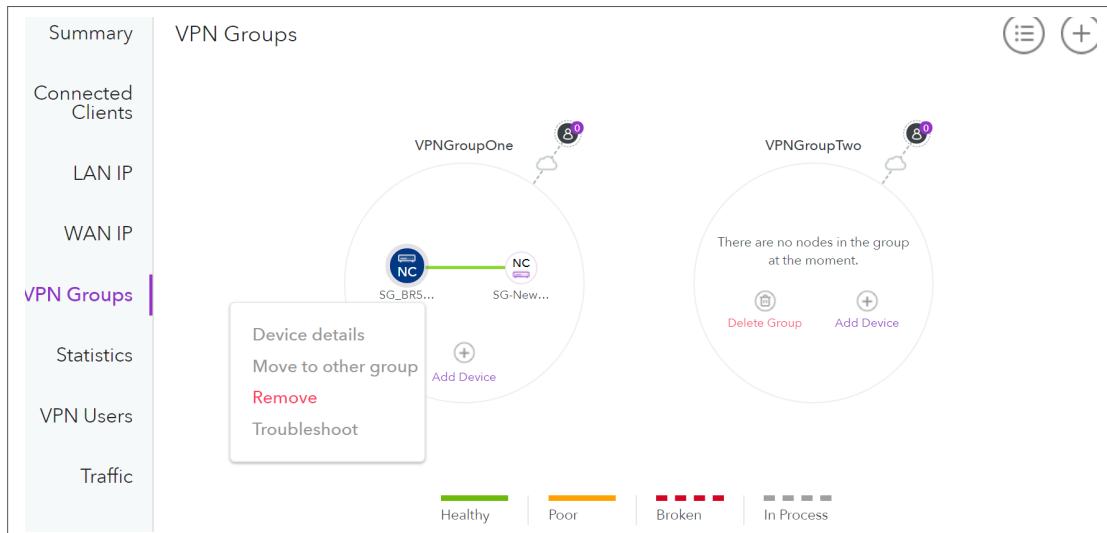 Summary
VPN Groups
Connected
Clients
LAN IP
WAN IP
VPN Groups
Statistics
VPN Users
Traffic
VPNGroupOne
0
NC
SG_BR5...
NC
SG-New...
Device details
Move to other group
Remove
Troubleshoot
Add Device
VPNGroupTwo
0
There are no nodes in the group
at the moment.
Delete Group
Add Device
Healthy
Poor
Broken
In Process